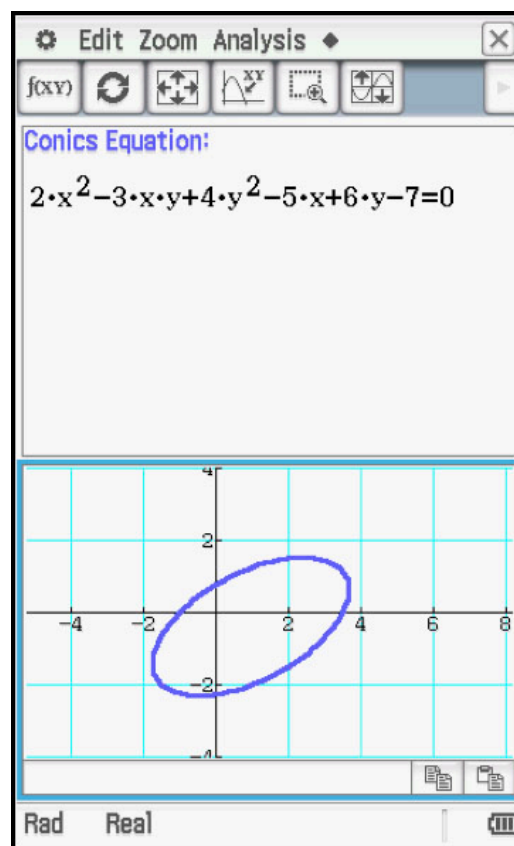 Edit Zoom Analysis ◆
f(XY) XY
Conics Equation:
2·x²−3·x·y+4·y²−5·x+6·y−7=0
4
2
−4 −2 2 4 6 8
−2
−4
Rad Real